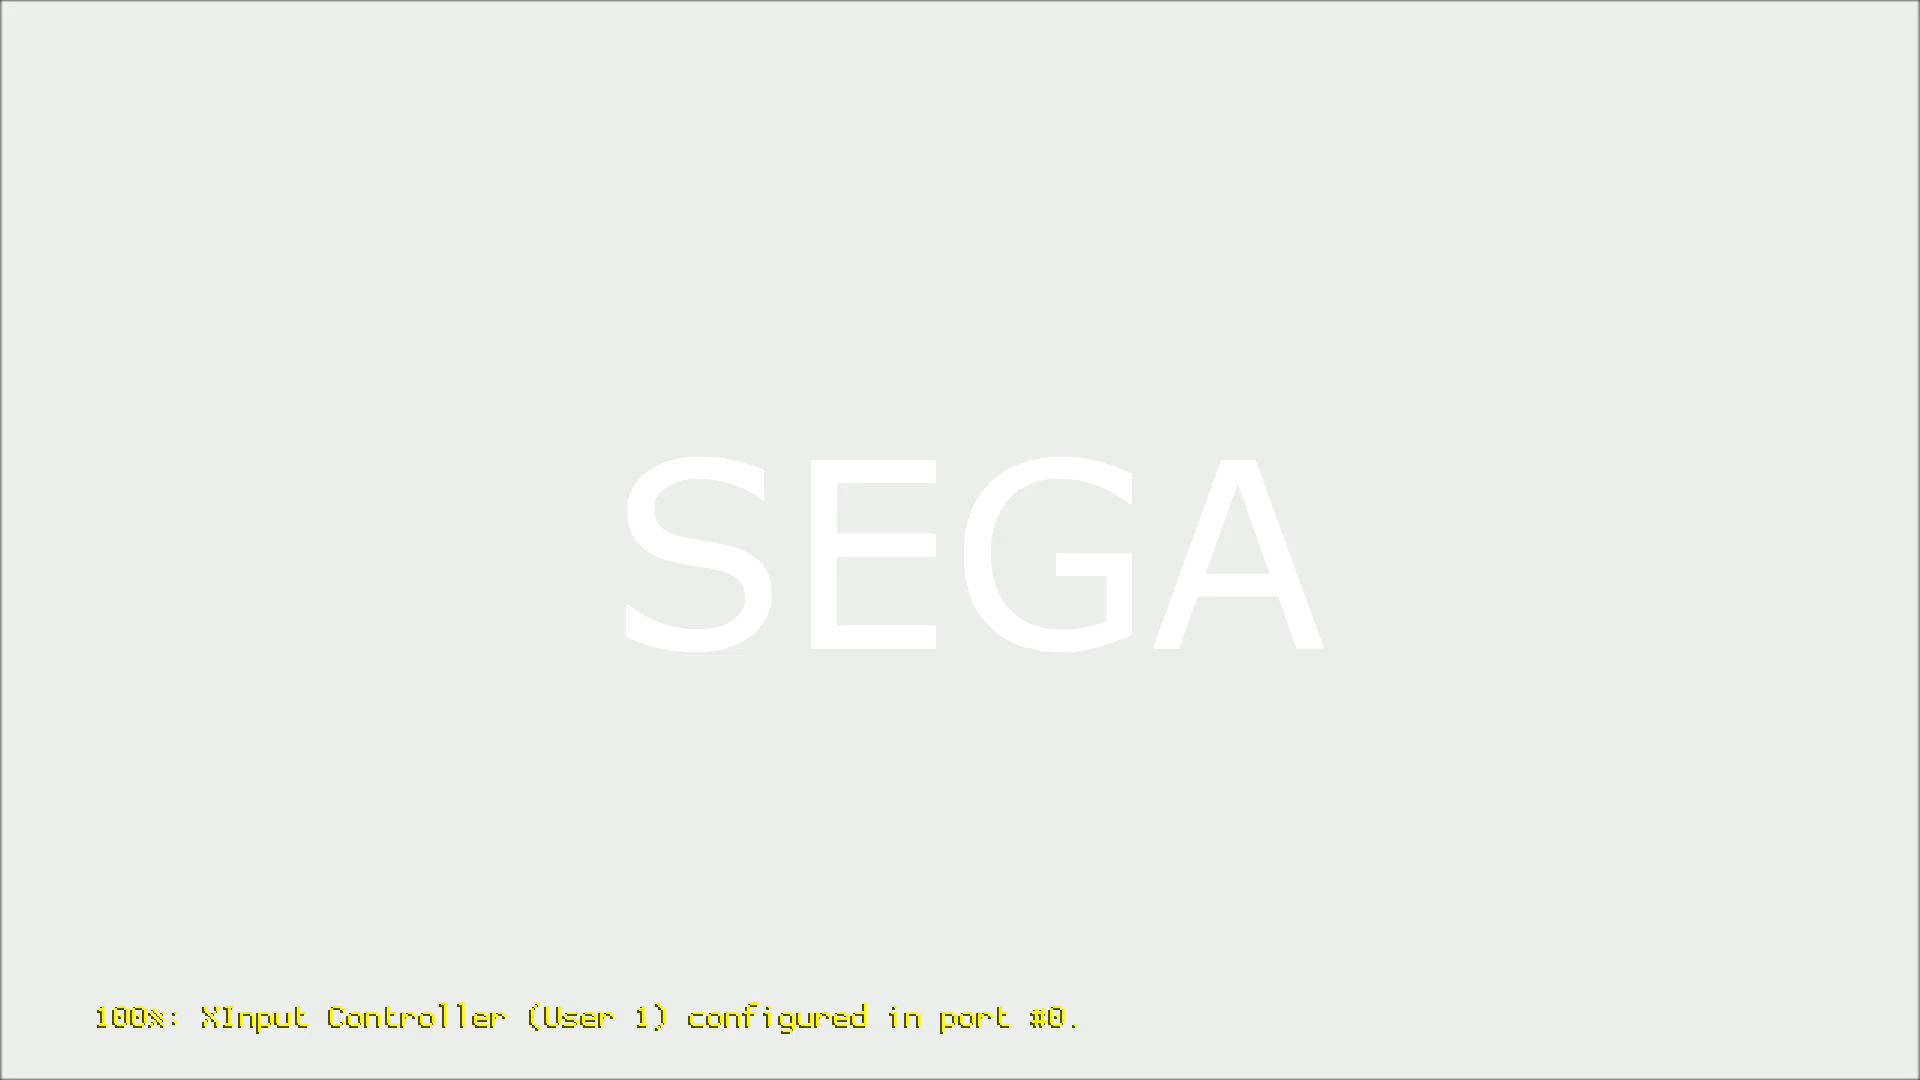 SEGA
100%: XInput Controller (User 1) configured in port #0.